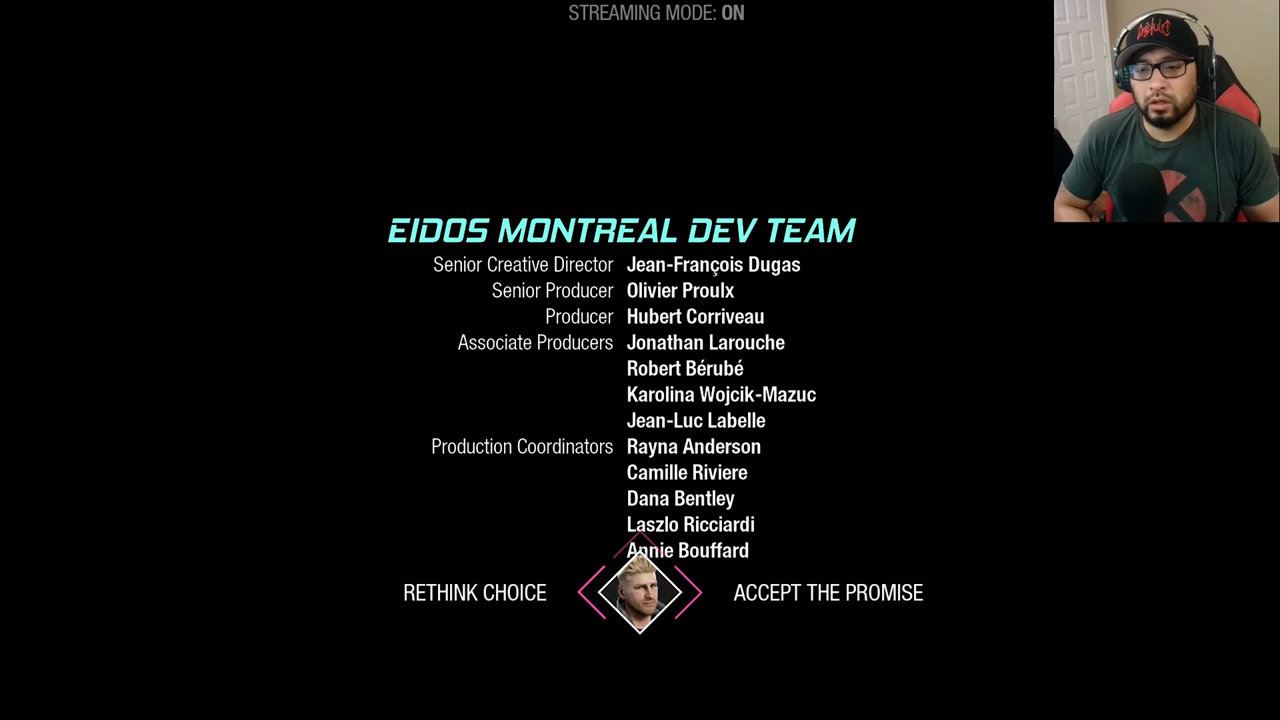 STREAMING MODE: ON
EIDOS MONTREAL DEV TEAM
Senior Creative Director Jean-François Dugas
Senior Producer Olivier Proulx
Producer Hubert Corriveau
Associate Producers Jonathan Larouche
Robert Bérubé
Karolina Wojcik-Mazuc
Jean-Luc Labelle
Production Coordinators Rayna Anderson
Camille Riviere
Dana Bentley
Laszlo Ricciardi
Annie Bouffard
RETHINK CHOICE ACCEPT THE PROMISE